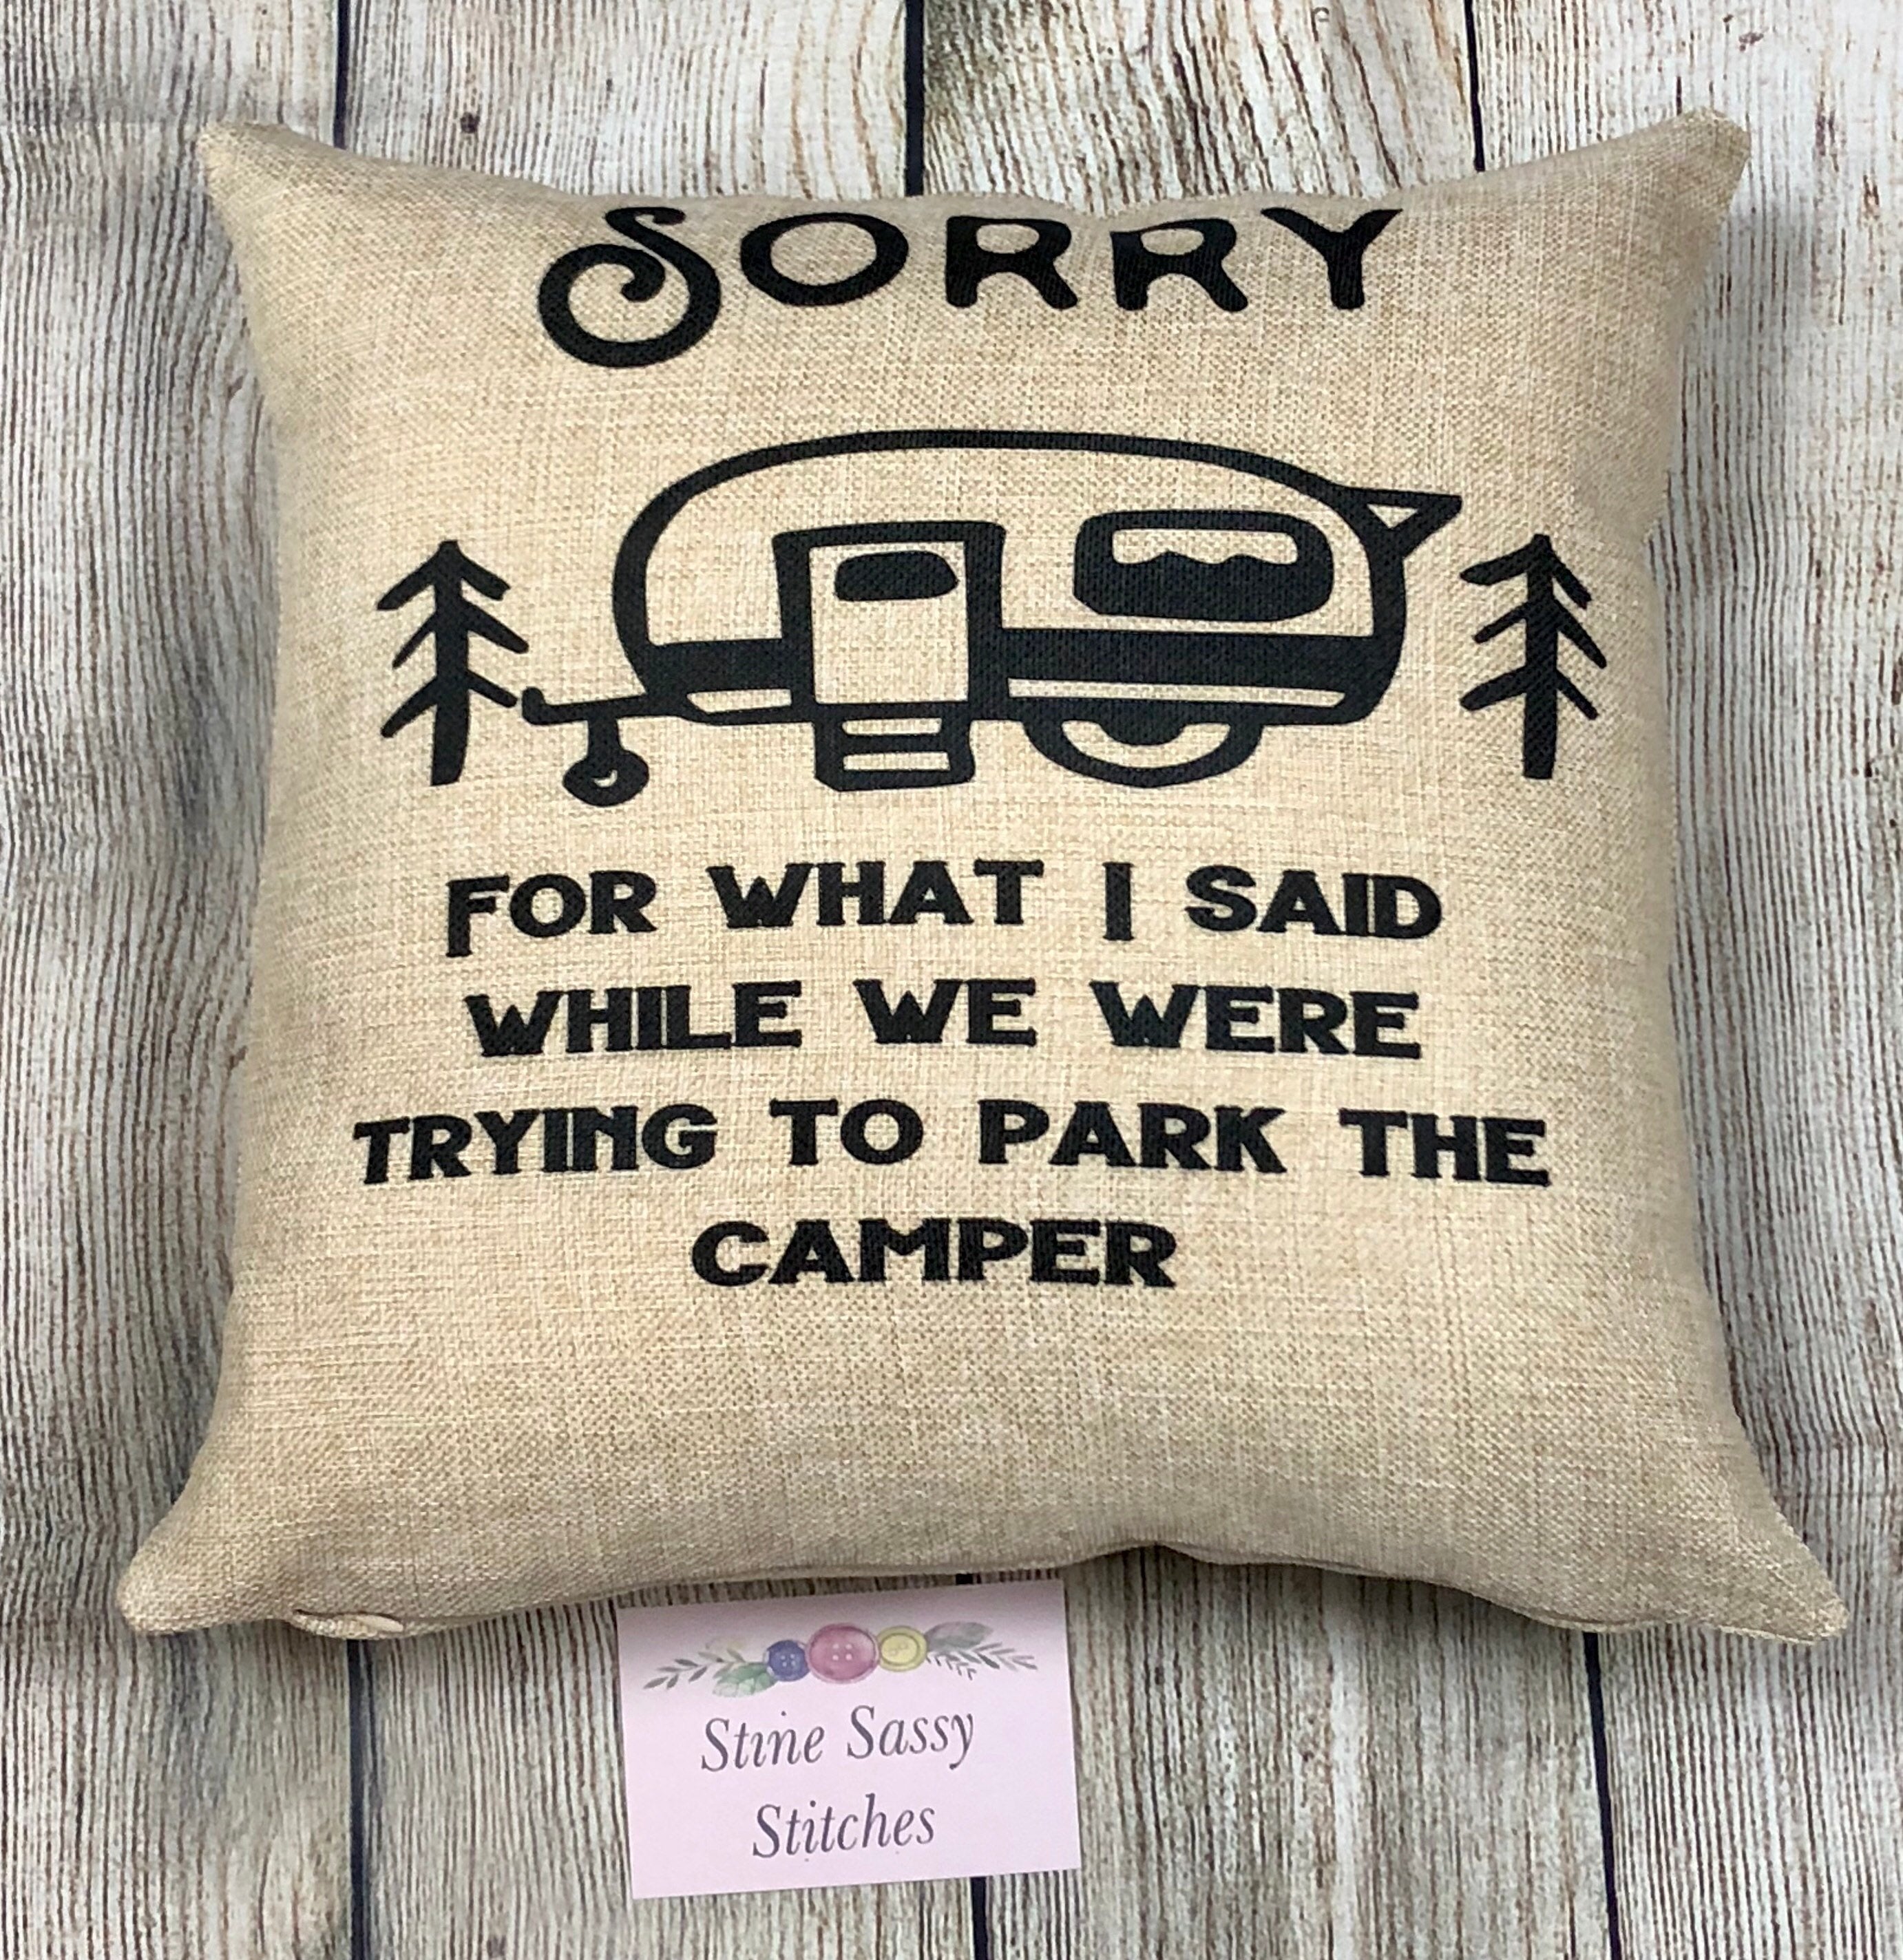 SORRY
FOR WHAT I SAID
WHILE WE WERE
TRYING TO PARK THE
CAMPER
Stine Sassy
Stitches